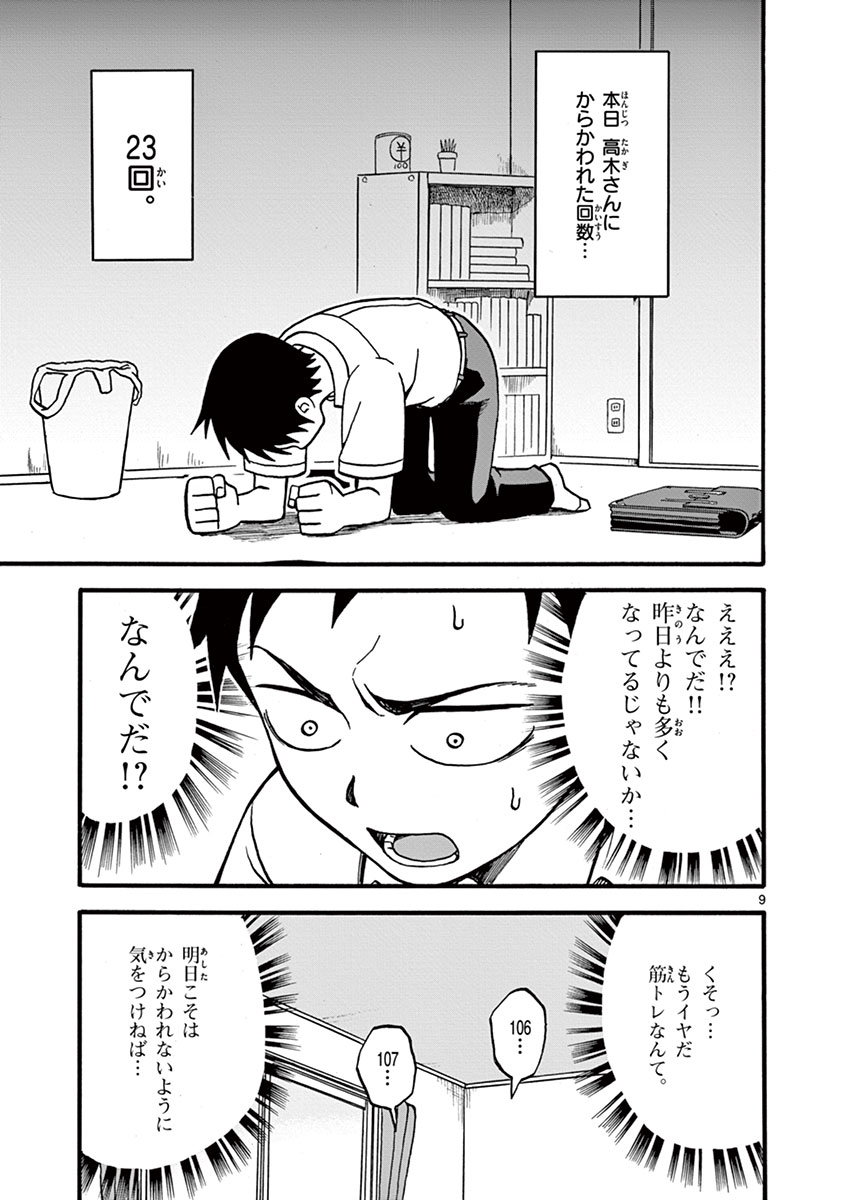 本日 高木さんに
からかわれた回数…
23
回。
えええ!?
なんでだ!!
昨日よりも多く
なってるじゃないか…
なんでだ!?
9
くそっ…
もうイヤだ
筋トレなんて。
106
…
107
…
明日こそは
からかわれないように
気をつけねば…